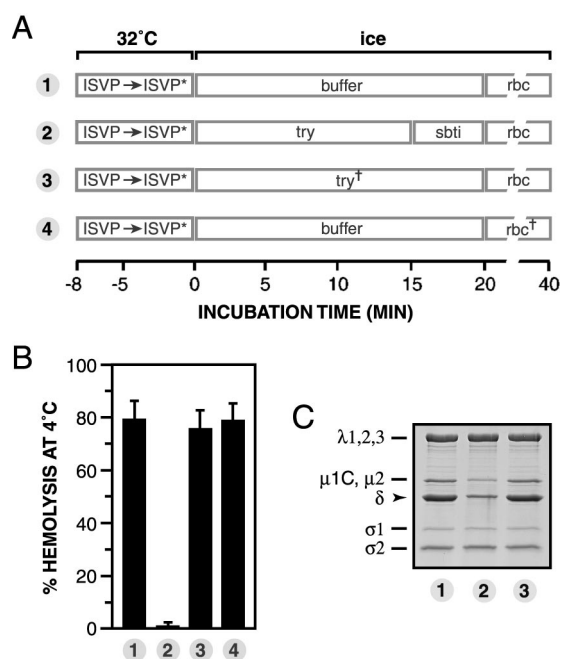 A
32˚C ice
1 ISVP→ISVP* buffer rbc
2 ISVP→ISVP* try sbti rbc
3 ISVP→ISVP* try† rbc
4 ISVP→ISVP* buffer rbc†
-8 -5 0 5 10 15 20 40
INCUBATION TIME (MIN)
B
% HEMOLYSIS AT 4˚C
100
80
60
40
20
0
1 2 3 4
C
λ1,2,3
μ1C, μ2
δ
σ1
σ2
1 2 3